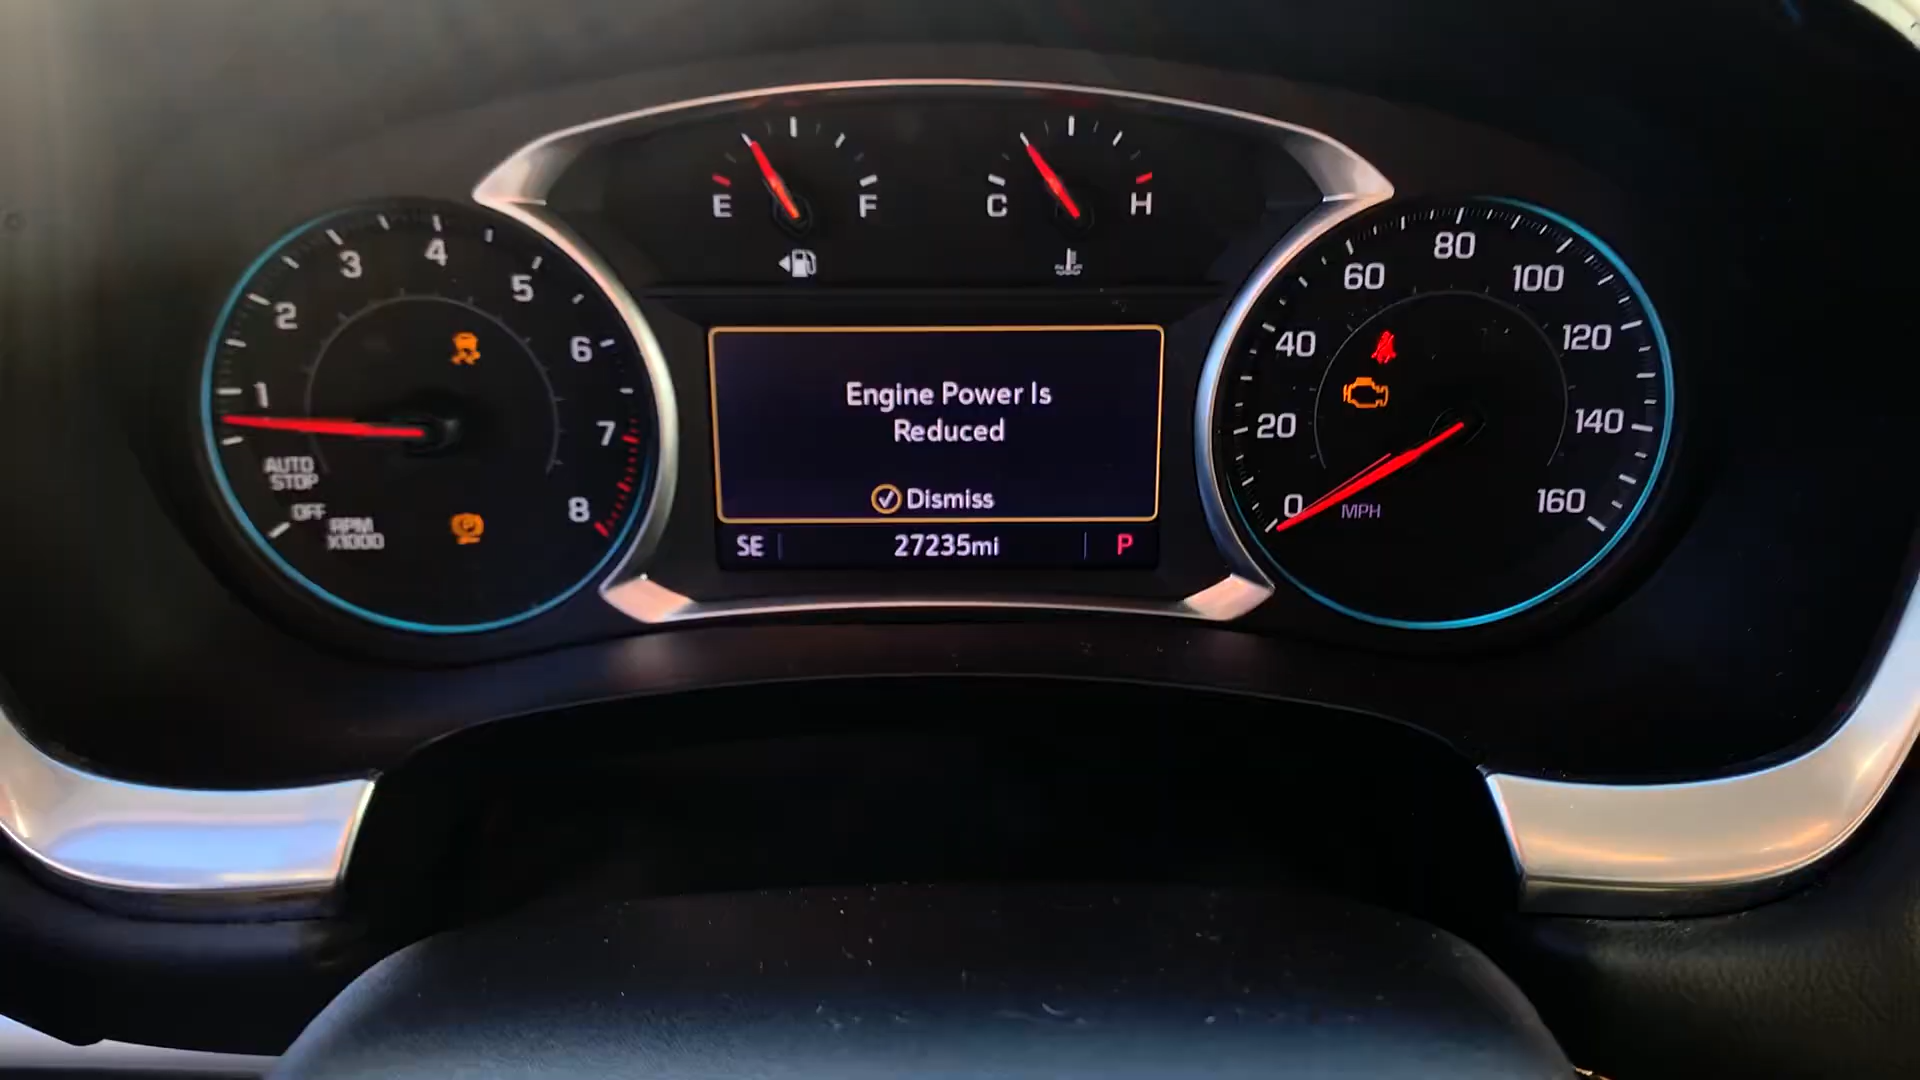 E F
C H
1
2
3
4
5
6
7
8
AUTO
STOP
OFF
RPM
X1000
Engine Power Is
Reduced
Dismiss
SE 27235mi P
0
20
40
60
80
100
120
140
160
MPH